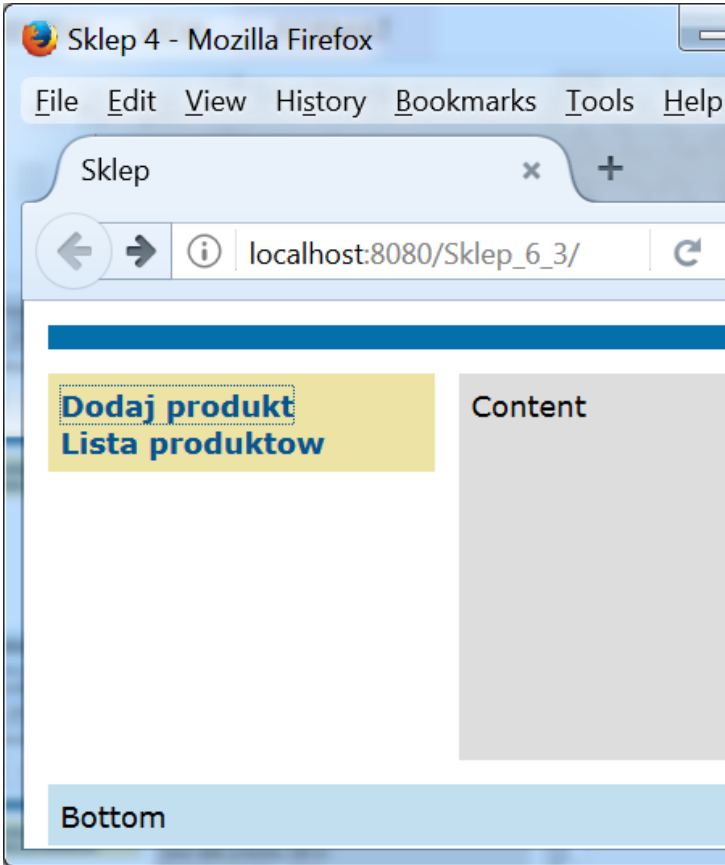 Sklep 4 - Mozilla Firefox
File Edit View History Bookmarks Tools Help
Sklep
localhost:8080/Sklep_6_3/
Dodaj produkt
Lista produktow
Content
Bottom